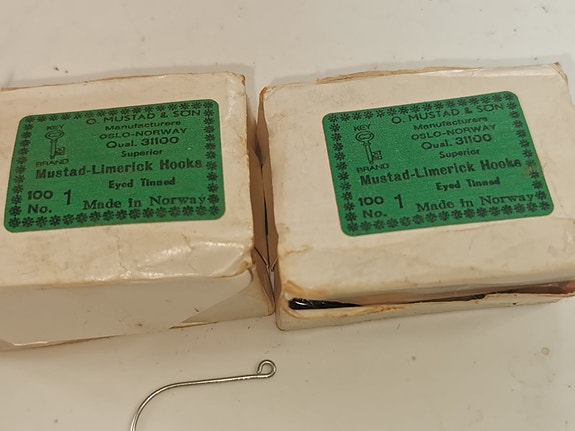 O. MUSTAD & SÖN
Manufacturers
OSLO-NORWAY
KEY
BRAND
Qual. 31100
Superior
Mustad-Limerick Hooks
Eyed Tinned
100
No. 1 Made in Norway
O. MUSTAD & SÖN
Manufacturers
OSLO-NORWAY
KEY
BRAND
Qual. 31100
Superior
Mustad-Limerick Hooks
Eyed Tinned
100
No. 1 Made in Norway